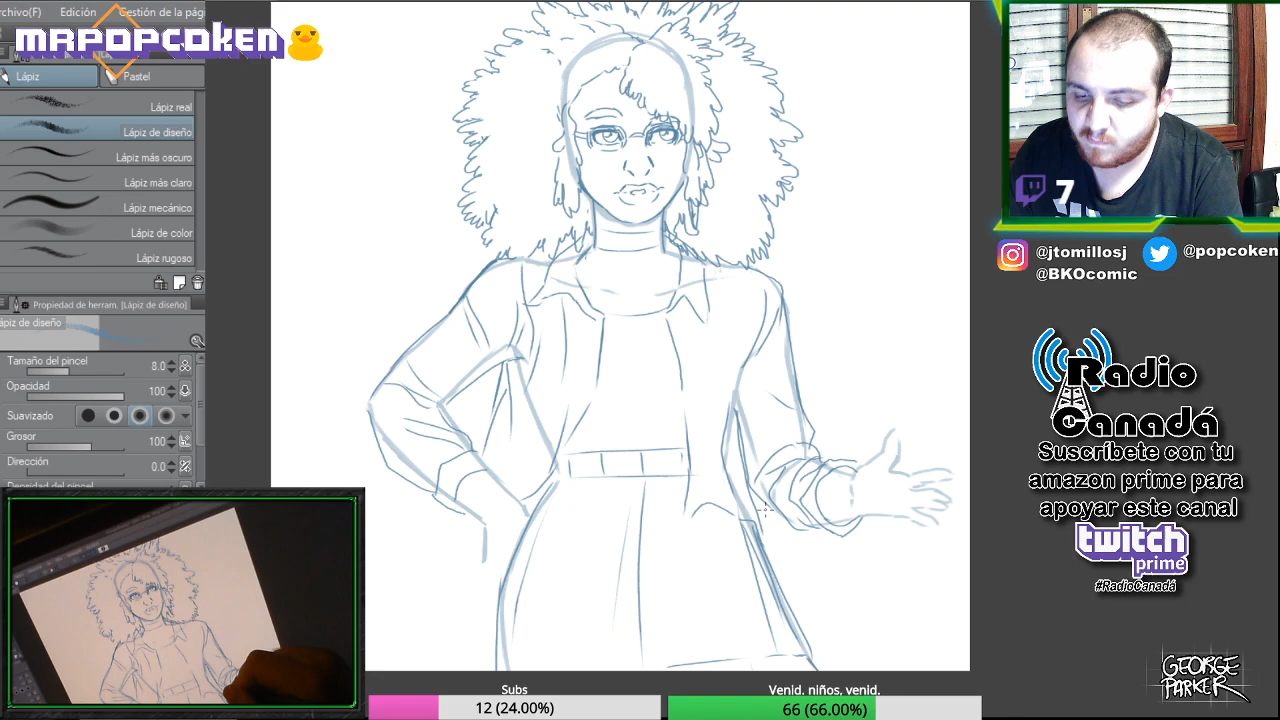 rchivo(F) Edición Gestión de la pág
MRPOPCOKEN
Lápiz Pastel
Lápiz real
Lápiz de diseño
Lápiz más oscuro
Lápiz más claro
Lápiz mecánico
Lápiz de color
Lápiz rugoso
Propiedad de herram. [Lápiz de diseño]
ápiz de diseño
Tamaño del pincel 8.0
Opacidad 100
Suavizado
Grosor 100
Dirección 0.0
Densidad del pincel
7
@jtomillosj @popcoken
@BKOcomic
Radio
Canadá
Suscríbete con tu
amazon prime para
apoyar este canal
twitch
prime
#RadioCanadá
GEORGE
PARKER
Subs Venid, niños, venid.
12 (24.00%) 66 (66.00%)